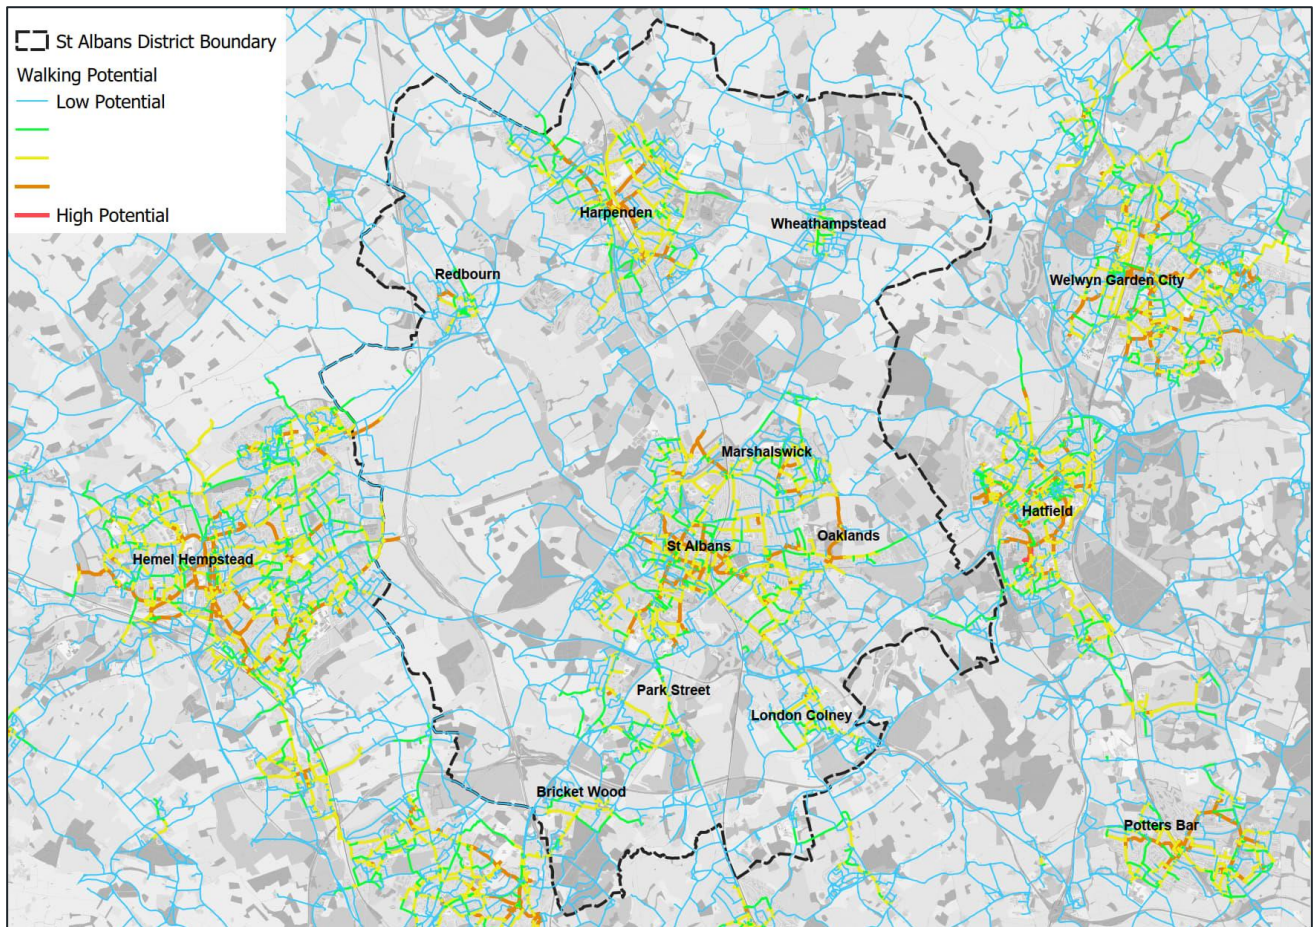 St Albans District Boundary
Walking Potential
Low Potential
High Potential
Harpenden
Wheathampstead
Redbourn
Welwyn Garden City
Marshalswick
Hatfield
Oaklands
St Albans
Hemel Hempstead
Park Street
London Colney
Bricket Wood
Potters Bar